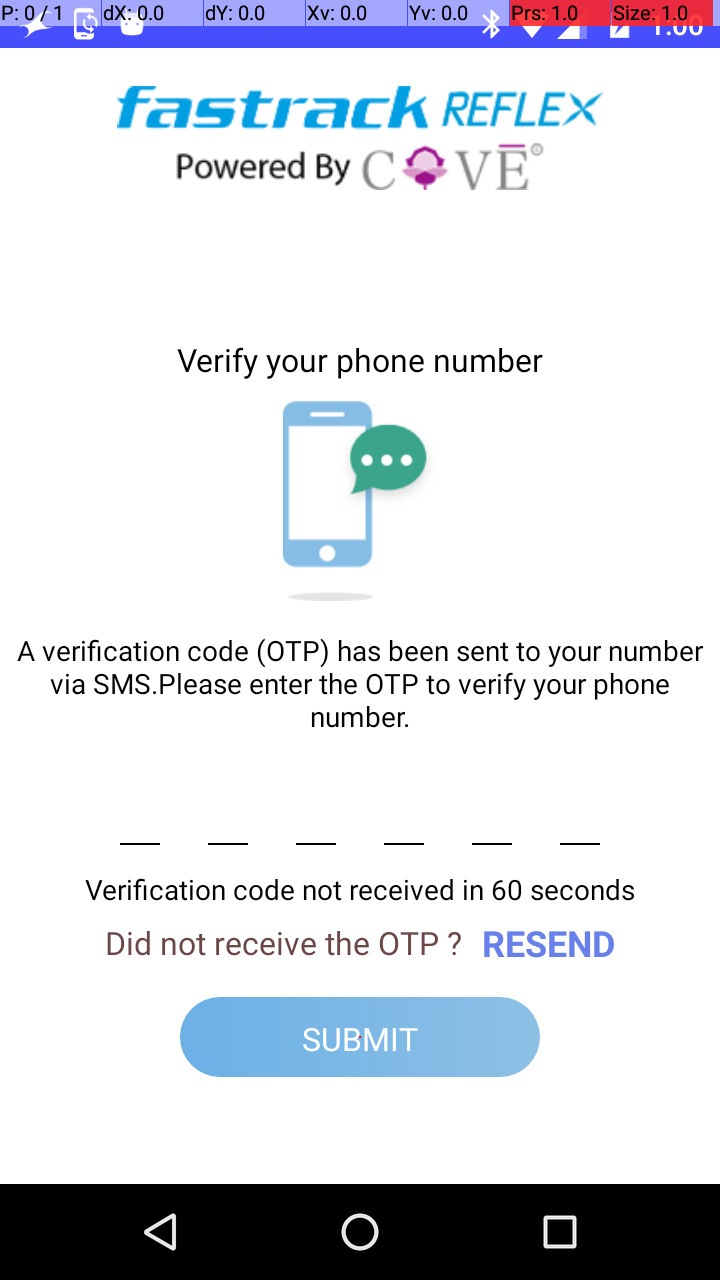 P: 0 / 1 dX: 0.0 dY: 0.0 Xv: 0.0 Yv: 0.0 Prs: 1.0 Size: 1.0
1:00
fastrack REFLEX
Powered By COVE®
Verify your phone number
A verification code (OTP) has been sent to your number
via SMS.Please enter the OTP to verify your phone
number.
Verification code not received in 60 seconds
Did not receive the OTP ? RESEND
SUBMIT